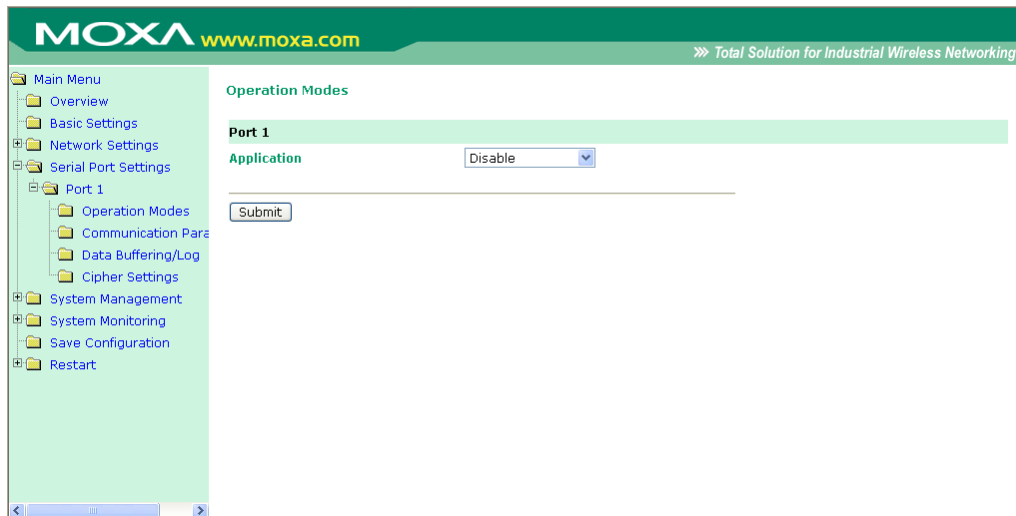 MOXA www.moxa.com
Total Solution for Industrial Wireless Networking
Main Menu
Overview
Basic Settings
Network Settings
Serial Port Settings
Port 1
Operation Modes
Communication Para
Data Buffering/Log
Cipher Settings
System Management
System Monitoring
Save Configuration
Restart
Operation Modes
Port 1
Application Disable
Submit